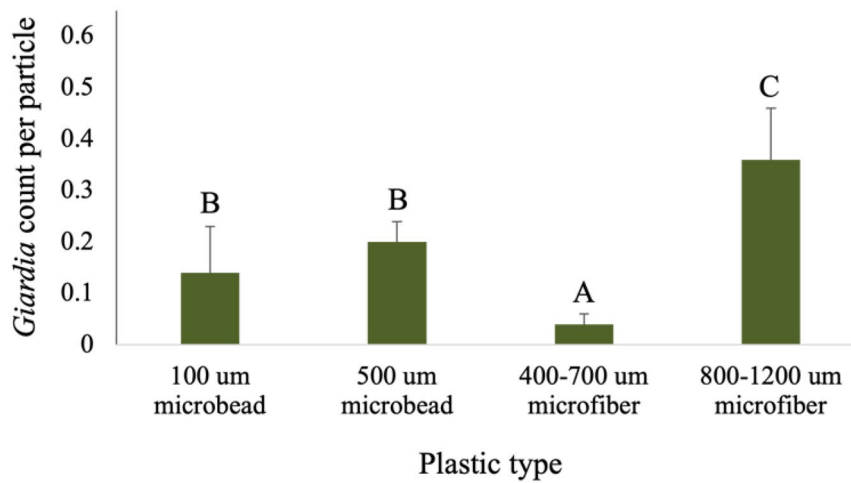 Giardia count per particle
0.6
0.5
0.4
0.3
0.2
0.1
0
B
B
A
C
100 um
microbead
500 um
microbead
400-700 um
microfiber
800-1200 um
microfiber
Plastic type